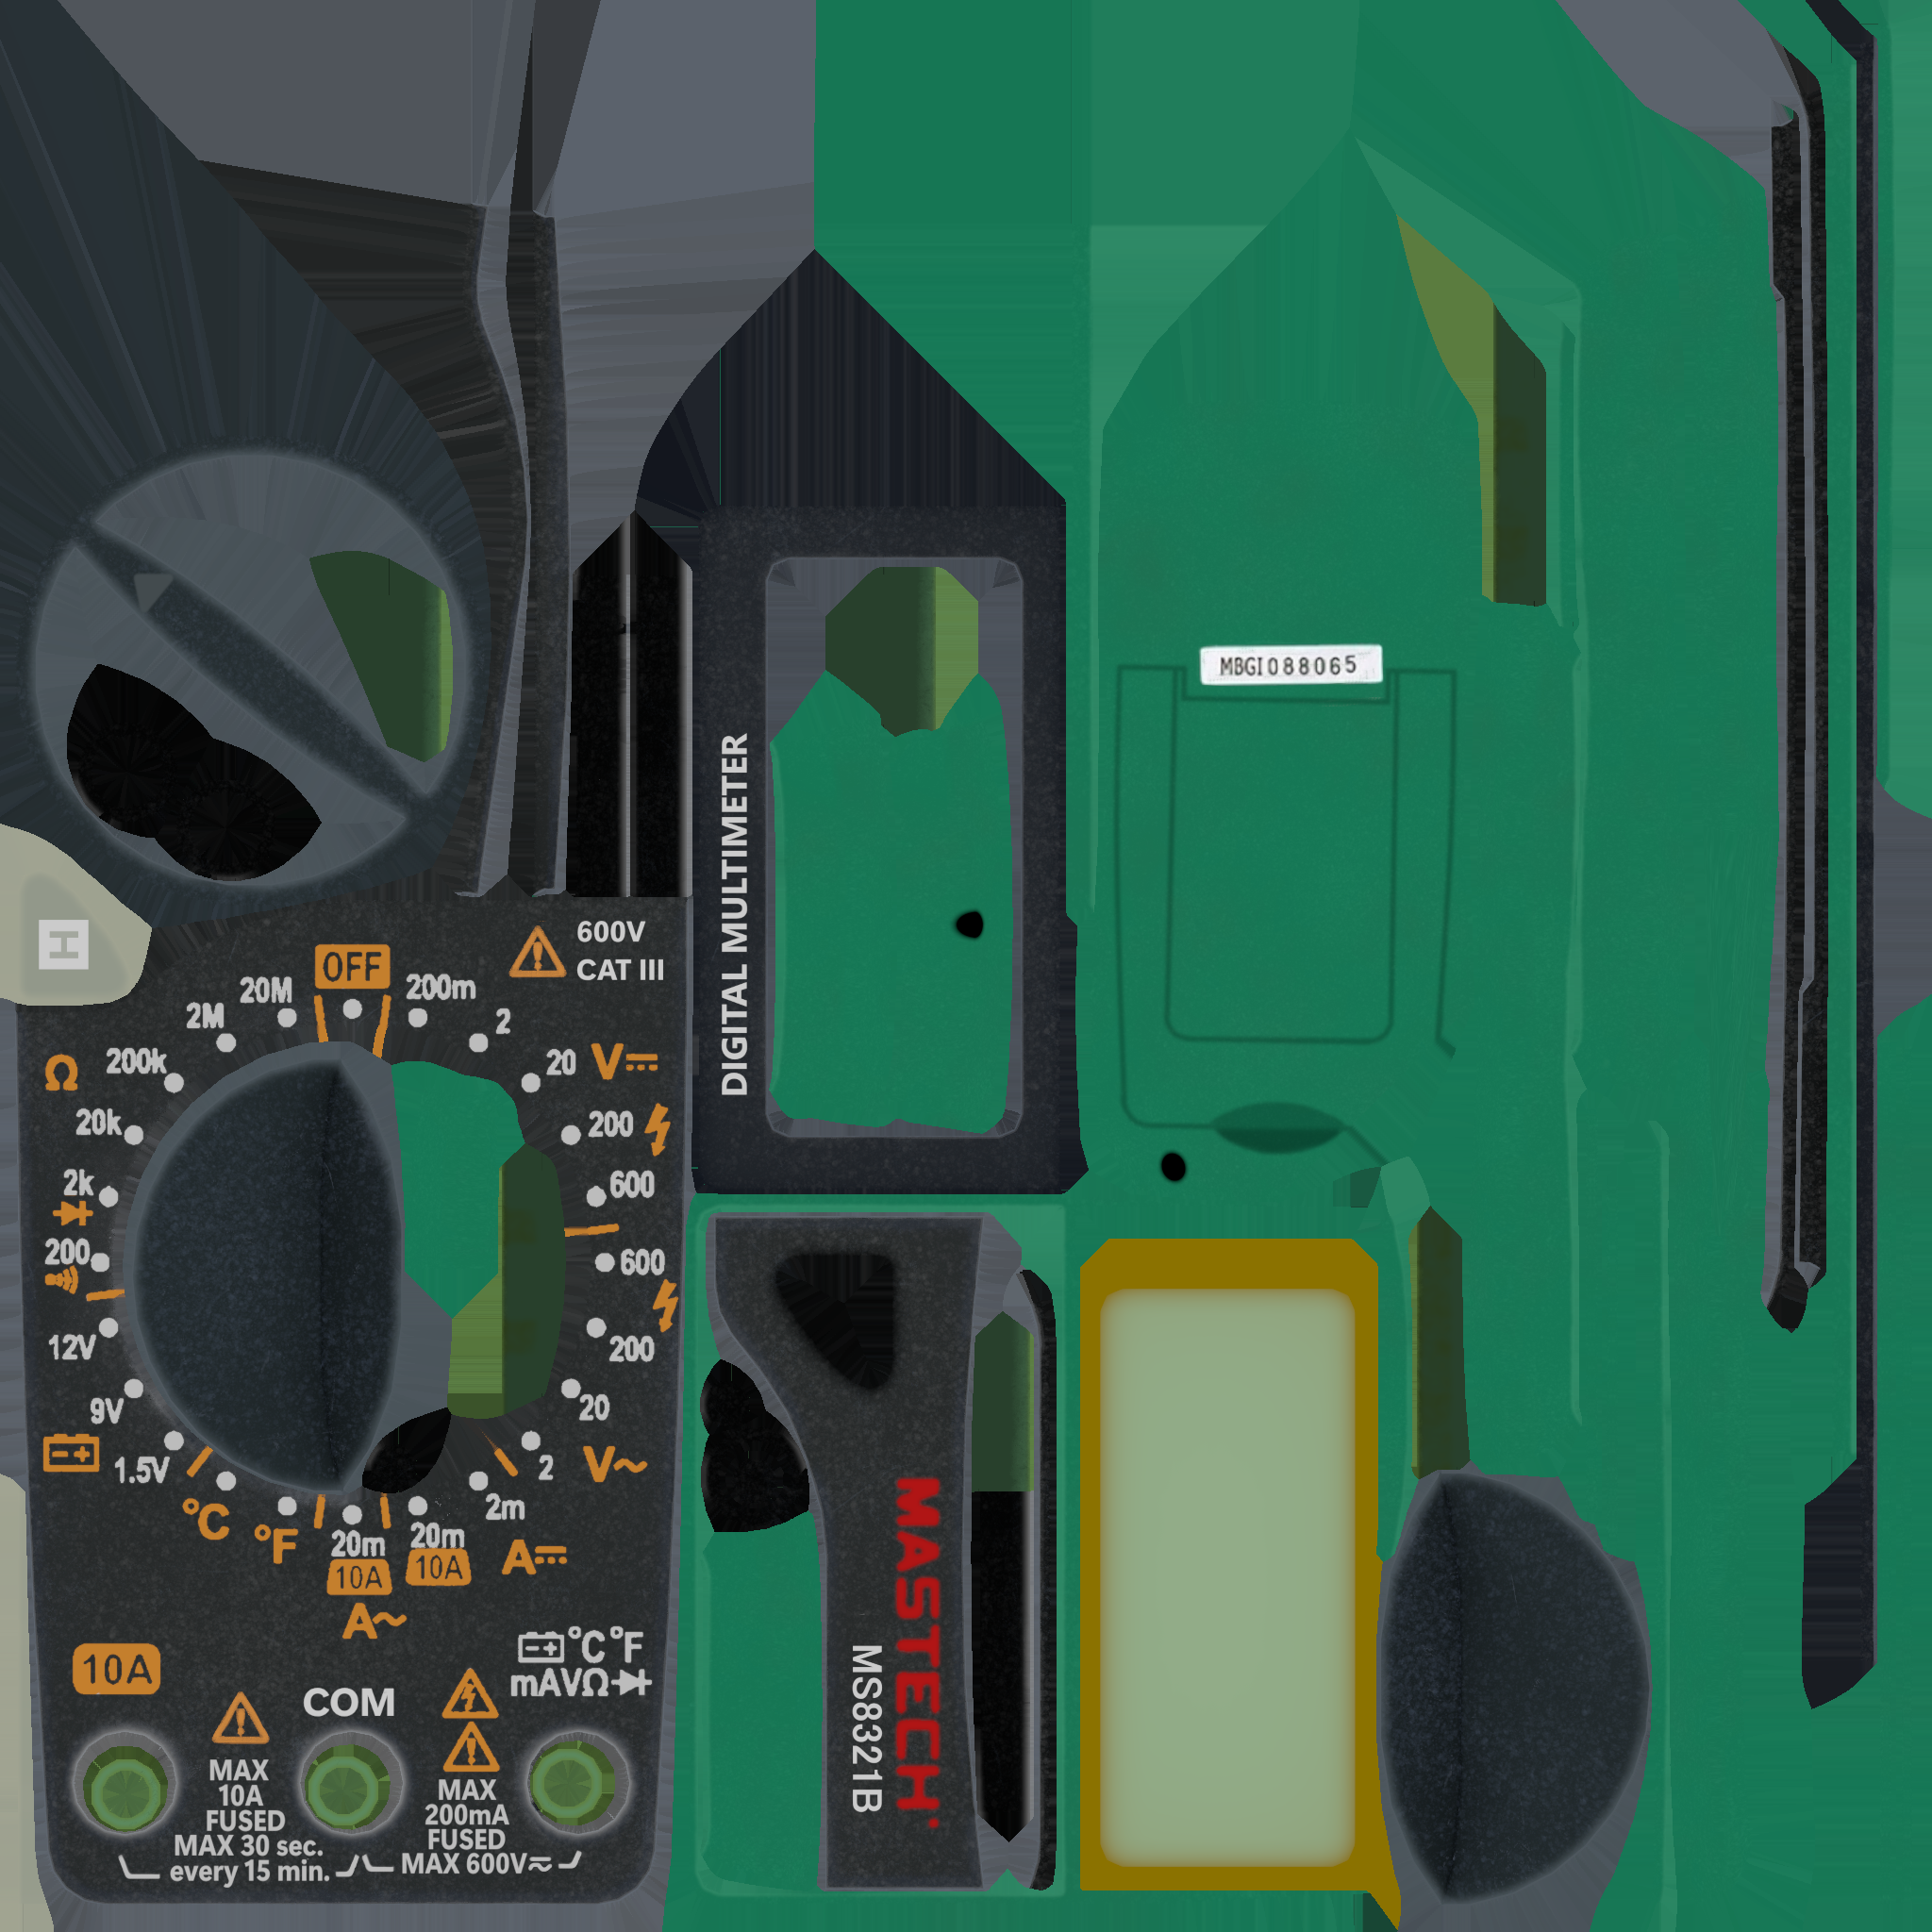 MBGI088065
DIGITAL MULTIMETER
H
600V
CAT III
OFF
20M
200m
2M
2
200k
20
Ω
V
20k
200
2k
600
200
600
12V
200
9V
20
1.5V
2
V~
2m
°C
°F
20m
20m
10A
10A
A
A~
10A
COM
°C°F
mAVΩ
MAX
10A
FUSED
MAX 30 sec.
every 15 min.
MAX
200mA
FUSED
MAX 600V
MASTECH
MS8321B